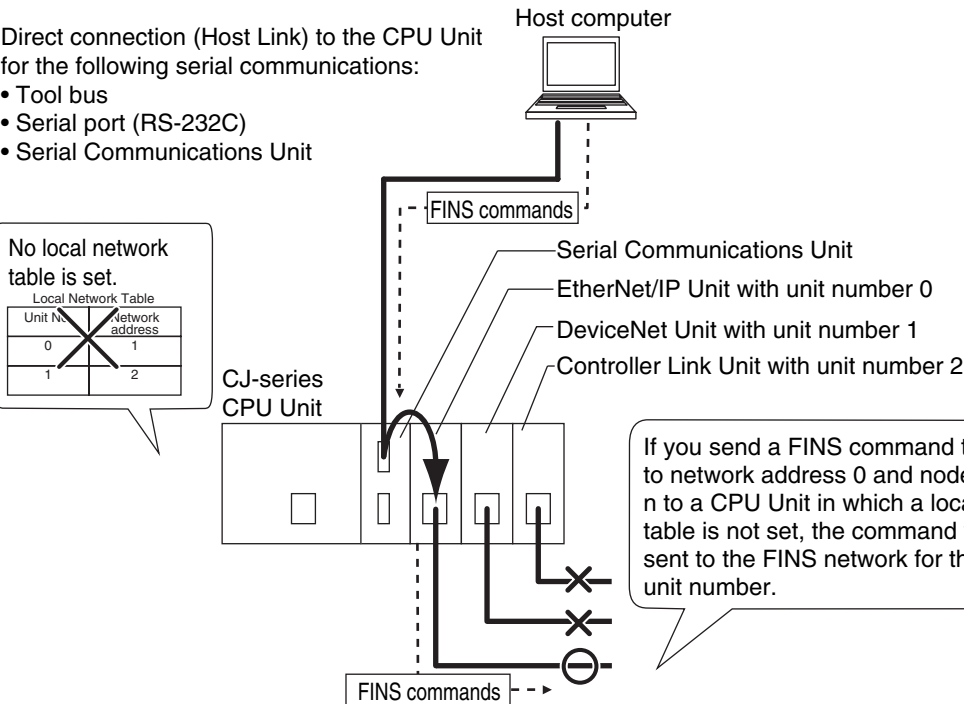 Host computer
Direct connection (Host Link) to the CPU Unit
for the following serial communications:
• Tool bus
• Serial port (RS-232C)
• Serial Communications Unit
FINS commands
No local network
table is set.
Local Network Table
Unit Network
address
0 1
1 2
Serial Communications Unit
EtherNet/IP Unit with unit number 0
DeviceNet Unit with unit number 1
Controller Link Unit with unit number 2
CJ-series
CPU Unit
If you send a FINS command
to network address 0 and
n to a CPU Unit in which a
table is not set, the command
sent to the FINS network for
unit number.
FINS commands